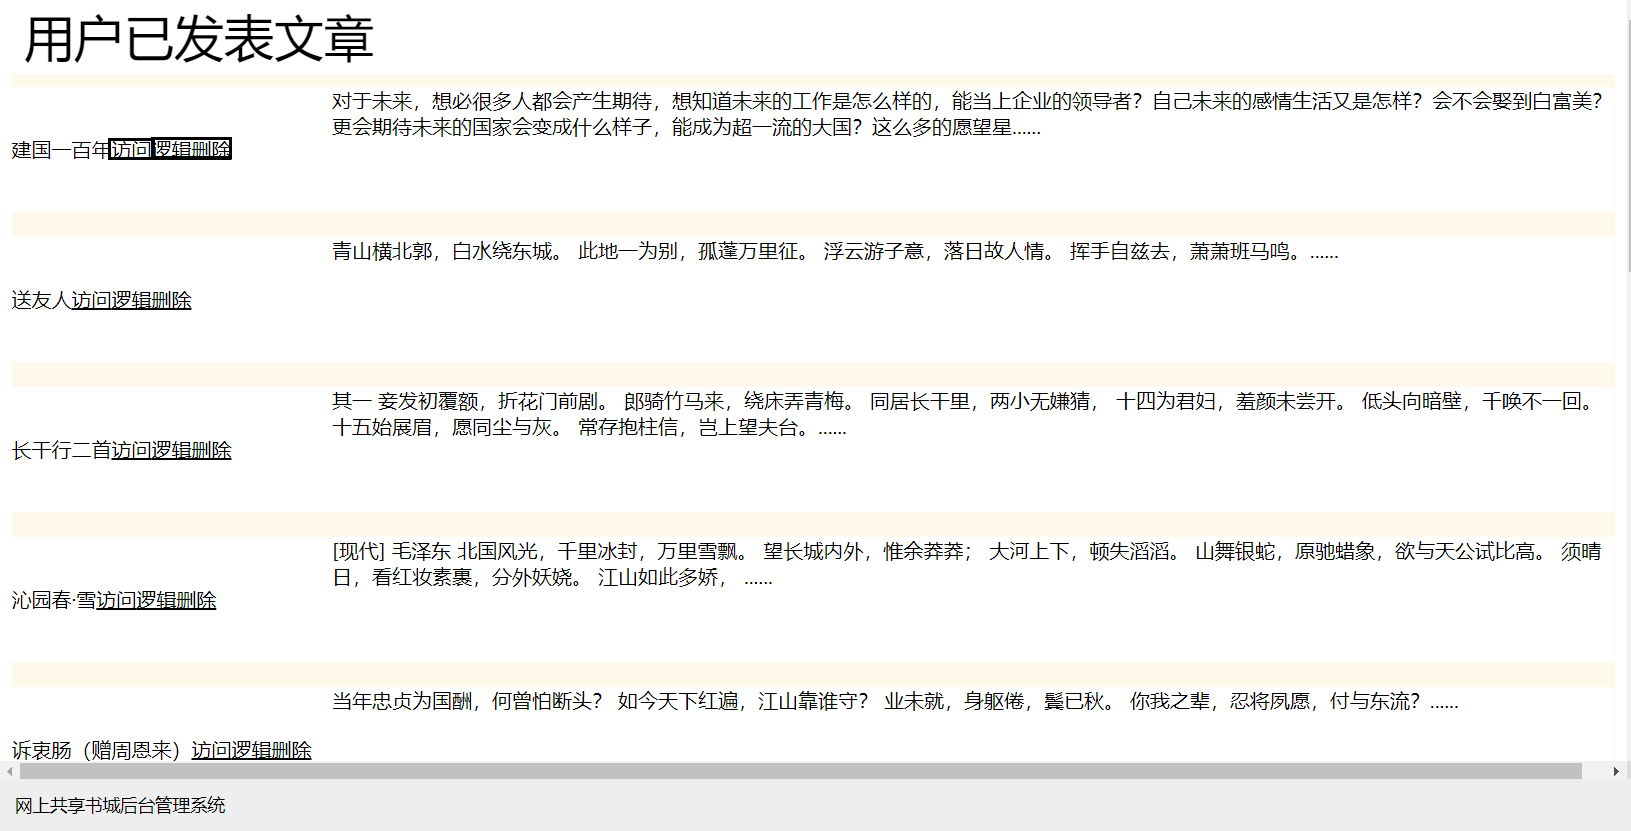 用户已发表文章
对于未来，想必很多人都会产生期待，想知道未来的工作是怎么样的，能当上企业的领导者？自己未来的感情生活又是怎样？会不会娶到白富美？
更会期待未来的国家会变成什么样子，能成为超一流的大国？这么多的愿望星......
建国一百年访问逻辑删除
青山横北郭，白水绕东城。 此地一为别，孤蓬万里征。 浮云游子意，落日故人情。 挥手自兹去，萧萧班马鸣。......
送友人访问逻辑删除
其一 妾发初覆额，折花门前剧。 郎骑竹马来，绕床弄青梅。 同居长干里，两小无嫌猜， 十四为君妇，羞颜未尝开。 低头向暗壁，千唤不一回。
十五始展眉，愿同尘与灰。 常存抱柱信，岂上望夫台。......
长干行二首访问逻辑删除
[现代] 毛泽东 北国风光，千里冰封，万里雪飘。 望长城内外，惟余莽莽； 大河上下，顿失滔滔。 山舞银蛇，原驰蜡象，欲与天公试比高。 须晴
日，看红妆素裹，分外妖娆。 江山如此多娇， ......
沁园春·雪访问逻辑删除
当年忠贞为国酬，何曾怕断头？ 如今天下红遍，江山靠谁守？ 业未就，身躯倦，鬓已秋。 你我之辈，忍将夙愿，付与东流？......
诉衷肠（赠周恩来）访问逻辑删除
网上共享书城后台管理系统